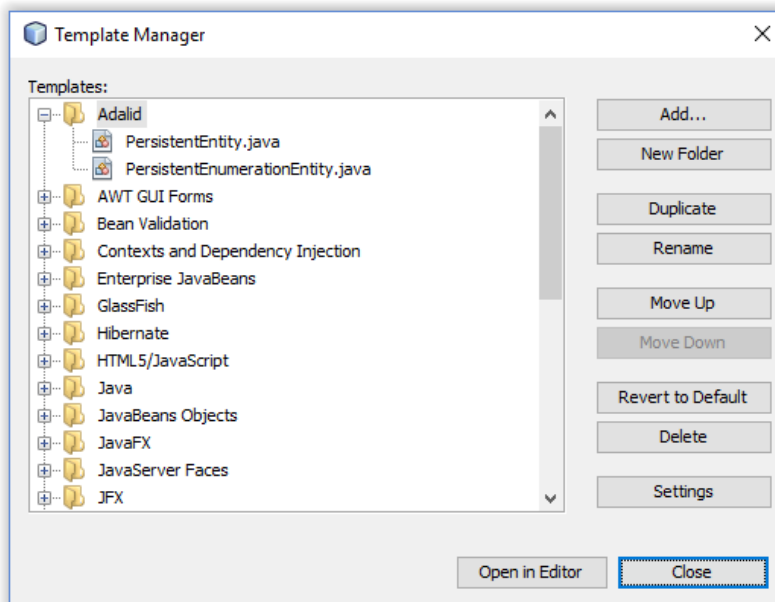 Template Manager
Templates:
Adalid
PersistentEntity.java
PersistentEnumerationEntity.java
AWT GUI Forms
Bean Validation
Contexts and Dependency Injection
Enterprise JavaBeans
GlassFish
Hibernate
HTML5/JavaScript
Java
JavaBeans Objects
JavaFX
JavaServer Faces
JFX
Add...
New Folder
Duplicate
Rename
Move Up
Move Down
Revert to Default
Delete
Settings
Open in Editor
Close